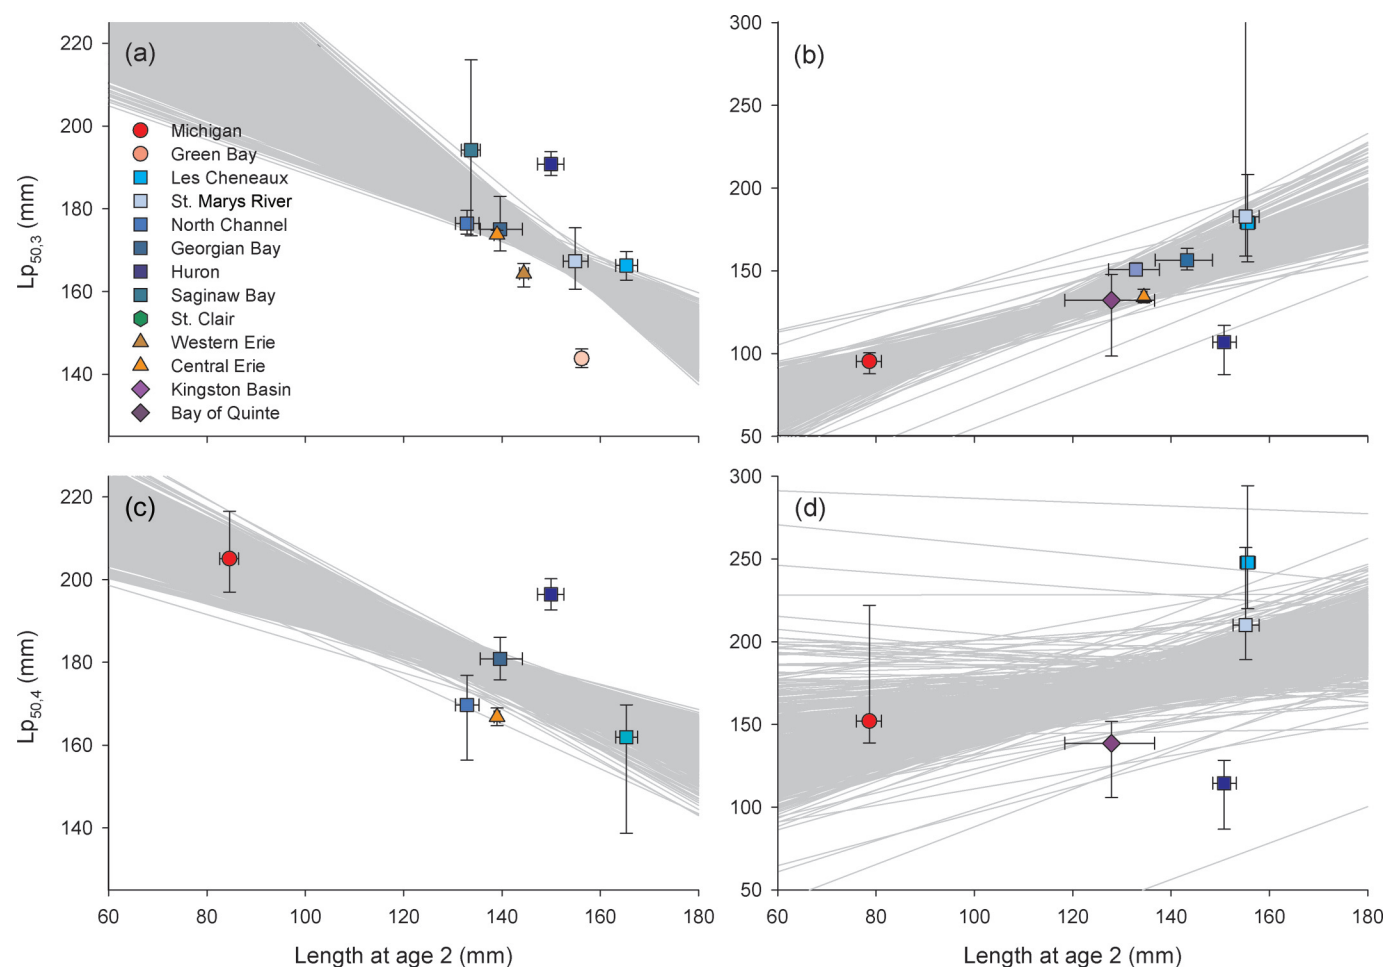 (a)
220
200
180
160
140
Lp50,3 (mm)
Michigan
Green Bay
Les Cheneaux
St. Marys River
North Channel
Georgian Bay
Huron
Saginaw Bay
St. Clair
Western Erie
Central Erie
Kingston Basin
Bay of Quinte
(b)
300
250
200
150
100
50
(c)
220
200
180
160
140
Lp50,4 (mm)
60 80 100 120 140 160 180
Length at age 2 (mm)
(d)
300
250
200
150
100
50
60 80 100 120 140 160 180
Length at age 2 (mm)